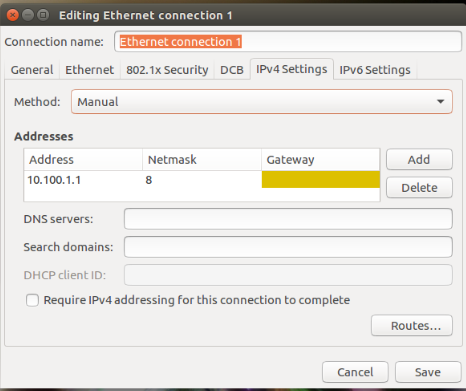 Editing Ethernet connection 1
Connection name: Ethernet connection 1
General Ethernet 802.1x Security DCB IPv4 Settings IPv6 Settings
Method: Manual
Addresses
Address Netmask Gateway Add
10.100.1.1 8 Delete
DNS servers:
Search domains:
DHCP client ID:
Require IPv4 addressing for this connection to complete
Routes...
Cancel Save